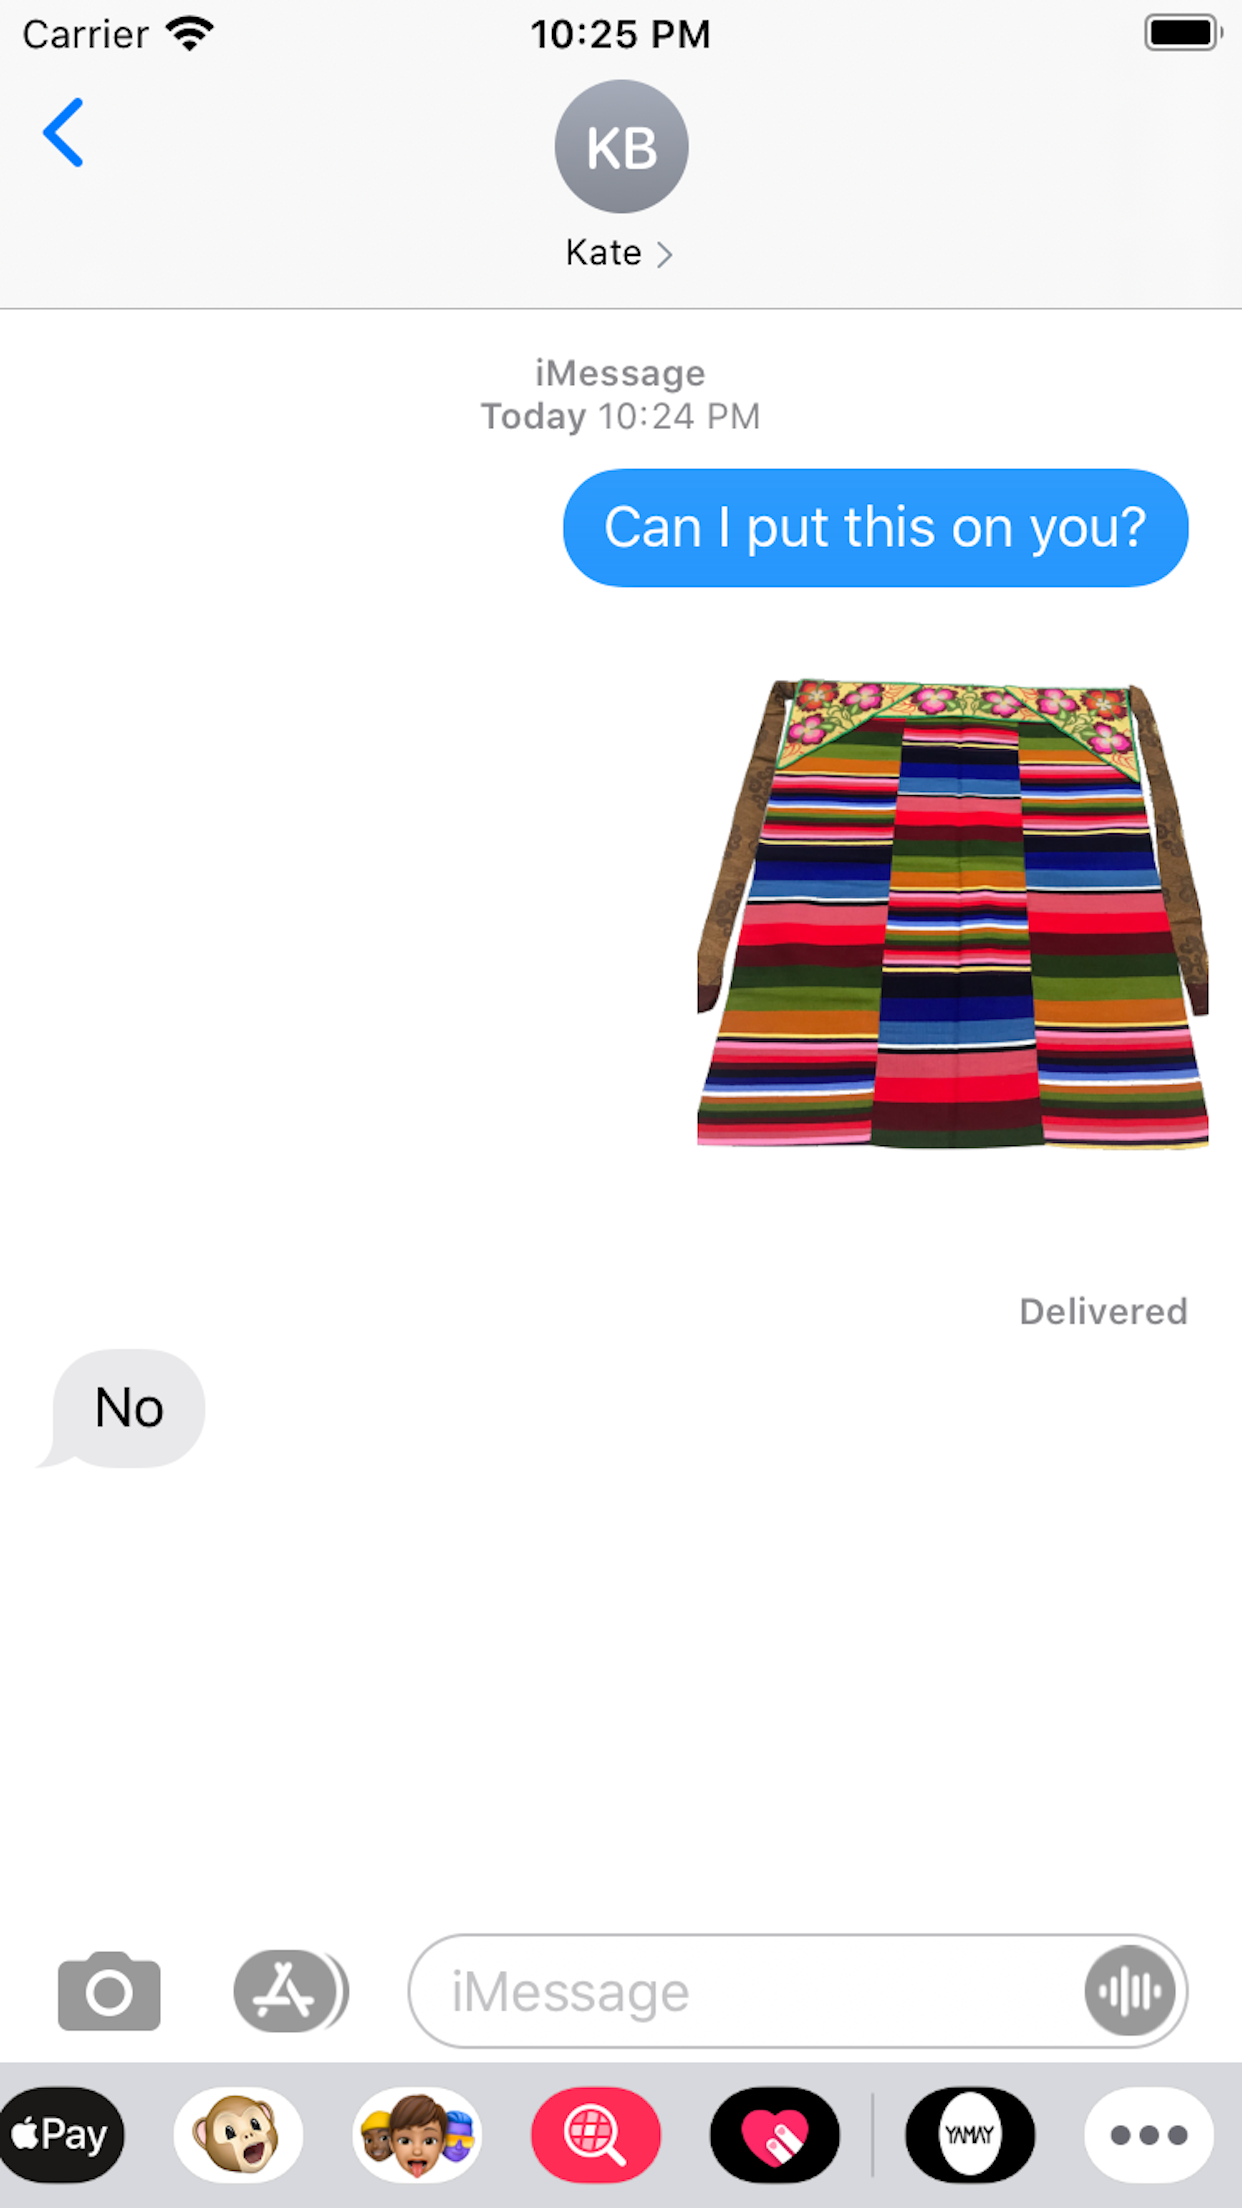 Carrier 10:25 PM
KB
Kate
iMessage
Today 10:24 PM
Can I put this on you?
Delivered
No
iMessage
Pay
YAMAY